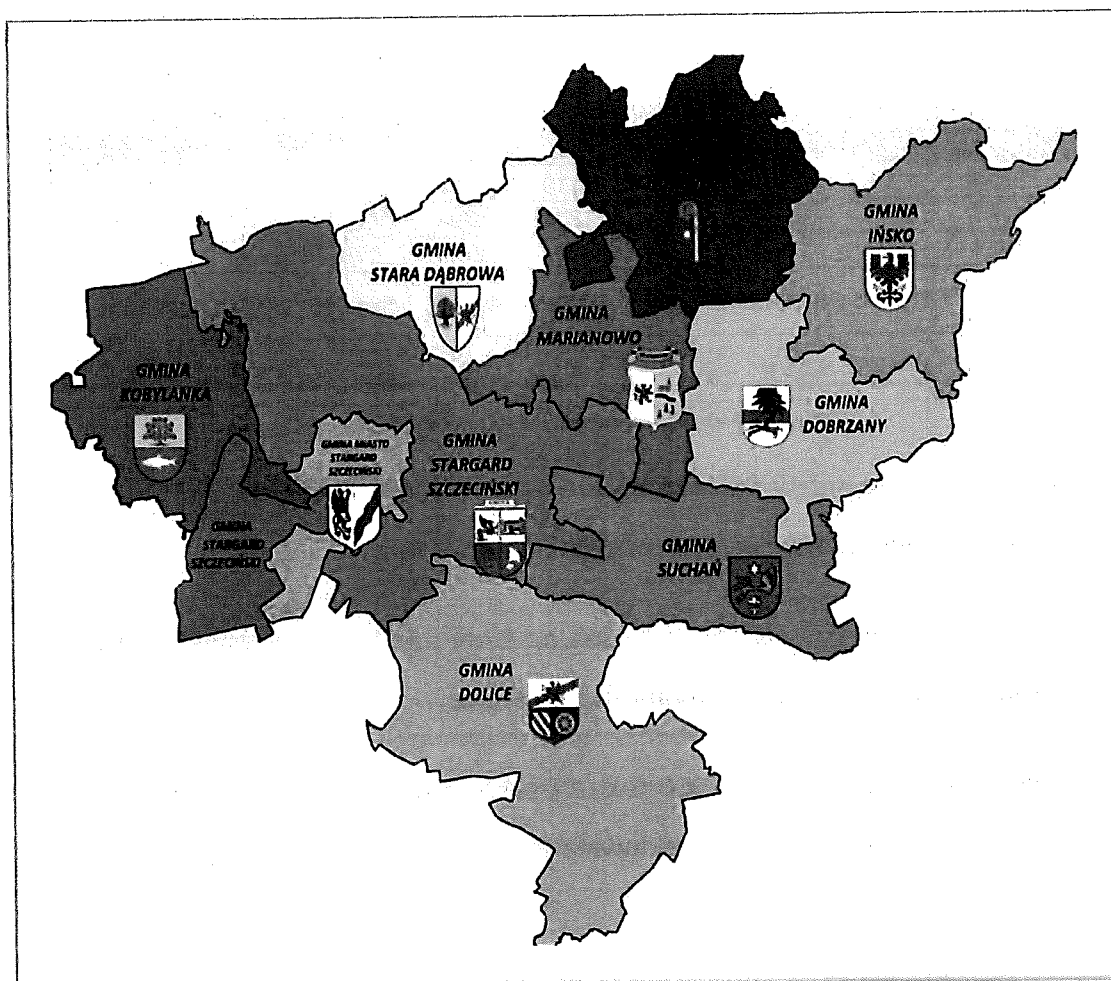 GMINA
IŃSKO
GMINA
STARA DĄBROWA
GMINA
MARIANOWO
GMINA
KOBYLANKA
GMINA
DOBRZANY
GMINA MIASTO
STARGARD
SZCZECIŃSKI
GMINA
STARGARD
SZCZECIŃSKI
GMINA
STARGARD
SZCZECIŃSKI
GMINA
SUCHAŃ
GMINA
DOLICE